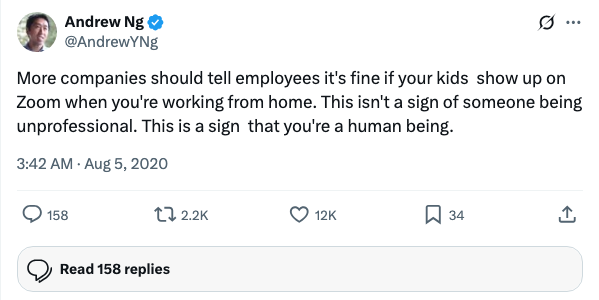 Andrew Ng
@AndrewYNg
More companies should tell employees it's fine if your kids  show up on
Zoom when you're working from home. This isn't a sign of someone being
unprofessional. This is a sign  that you're a human being.
3:42 AM · Aug 5, 2020
158 2.2K 12K 34
Read 158 replies